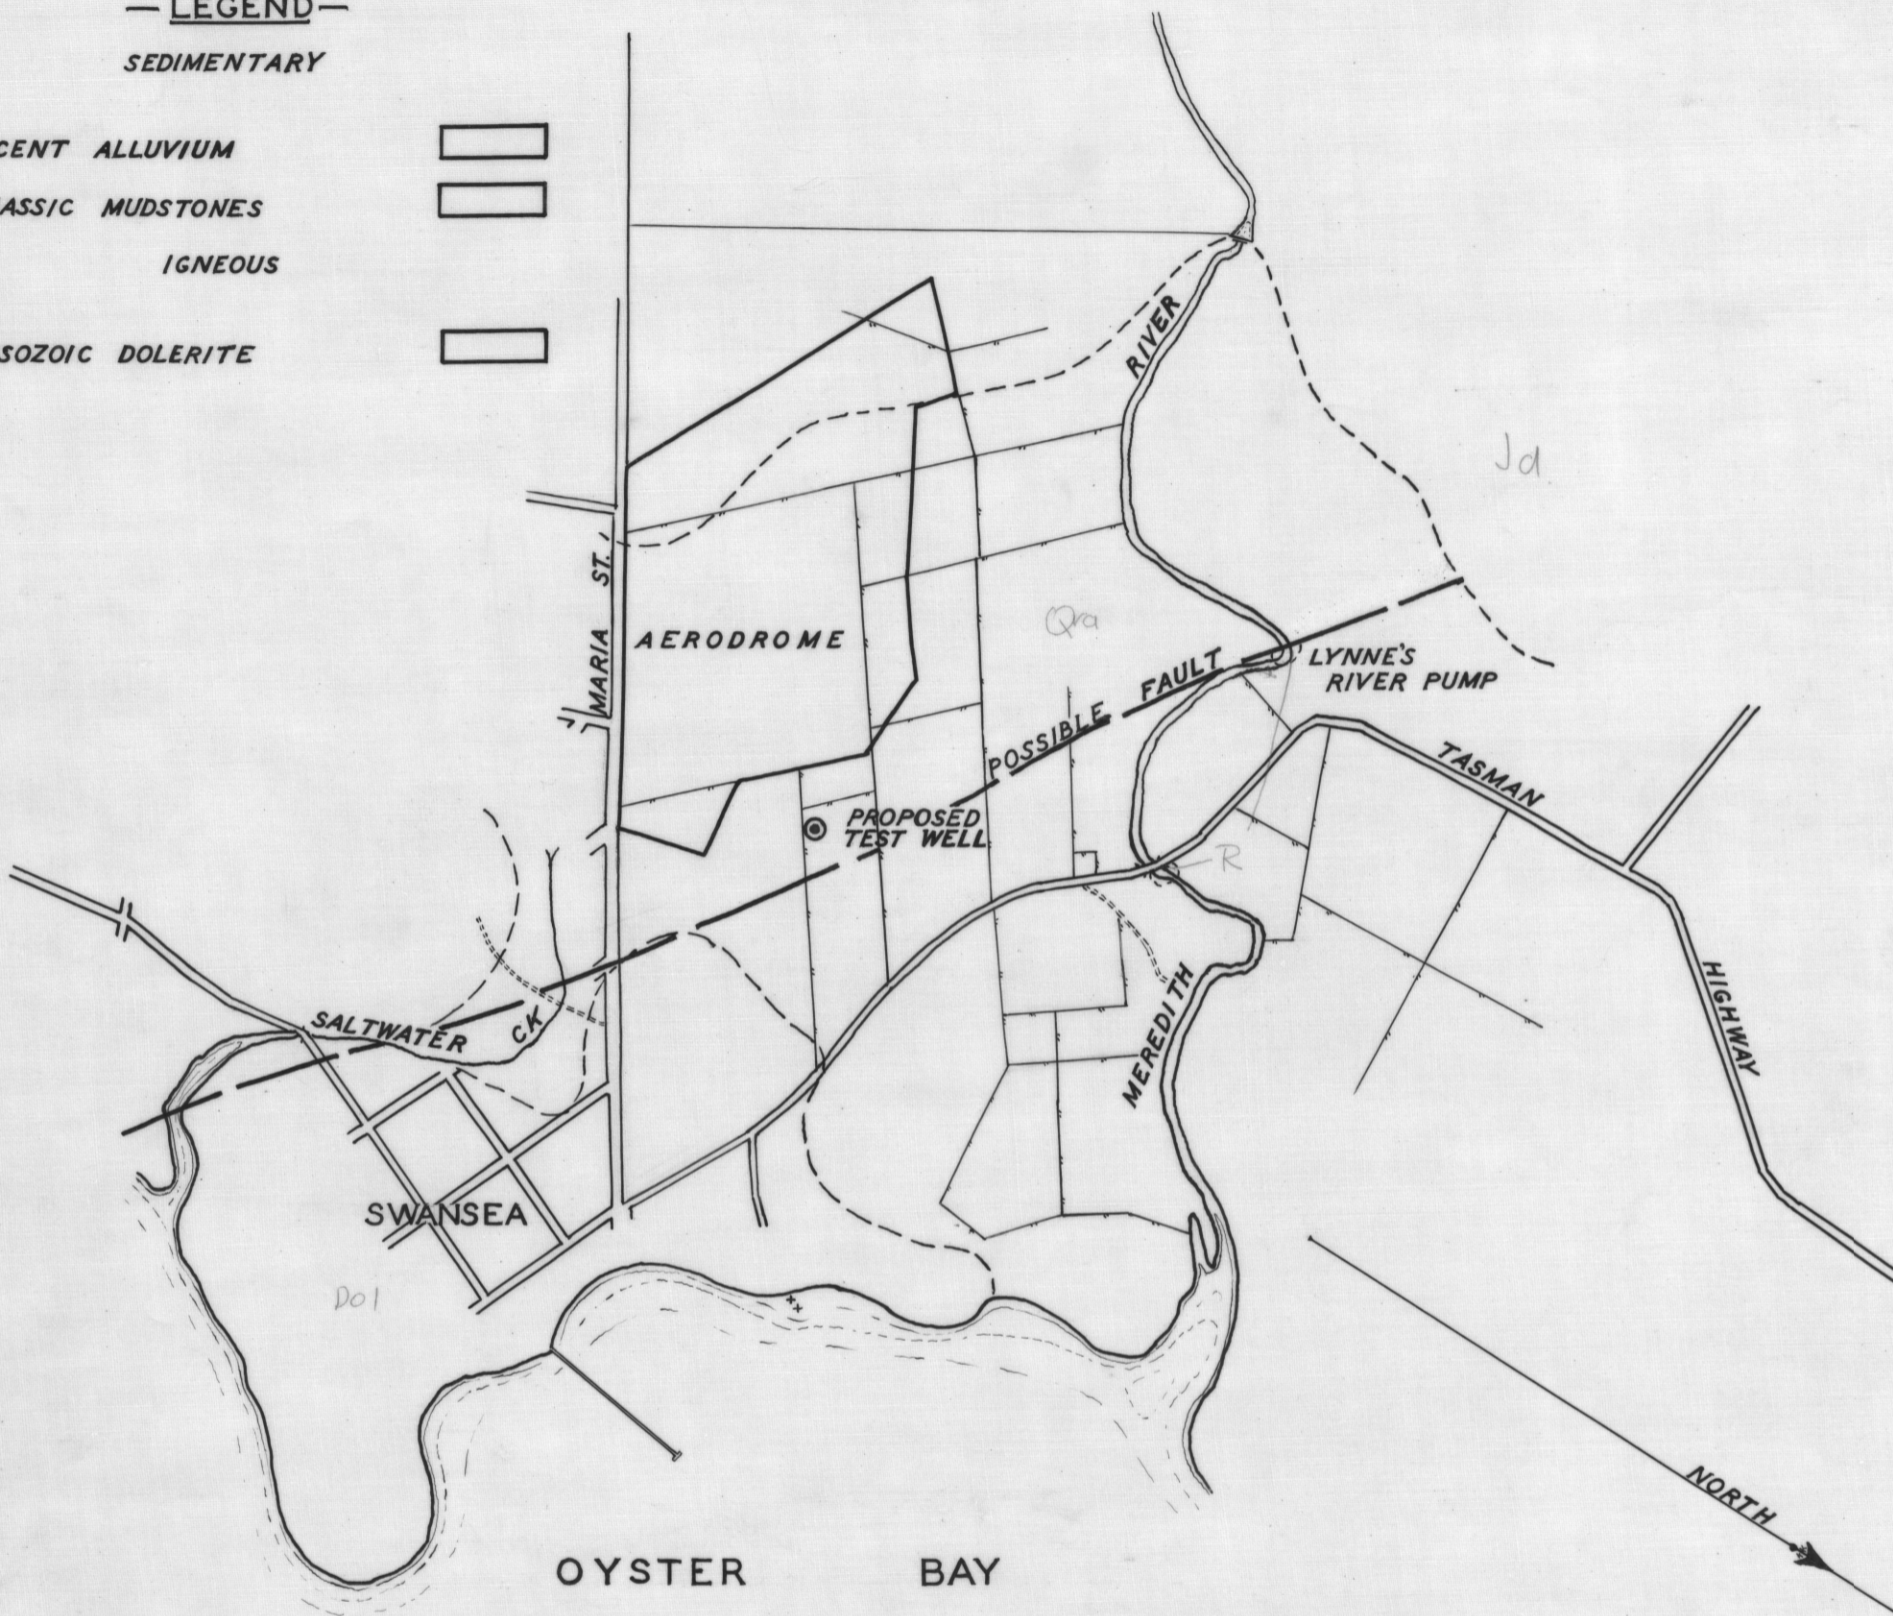 — LEGEND —
SEDIMENTARY
CENT ALLUVIUM
ASSIC MUDSTONES
IGNEOUS
SOZOIC DOLERITE
RIVER
Jd
MARIA ST.
AERODROME
Qra
POSSIBLE FAULT
LYNNE'S
RIVER PUMP
TASMAN
HIGHWAY
PROPOSED
TEST WELL
R
SALTWATER CK
MEREDITH
SWANSEA
Dol
NORTH
OYSTER BAY